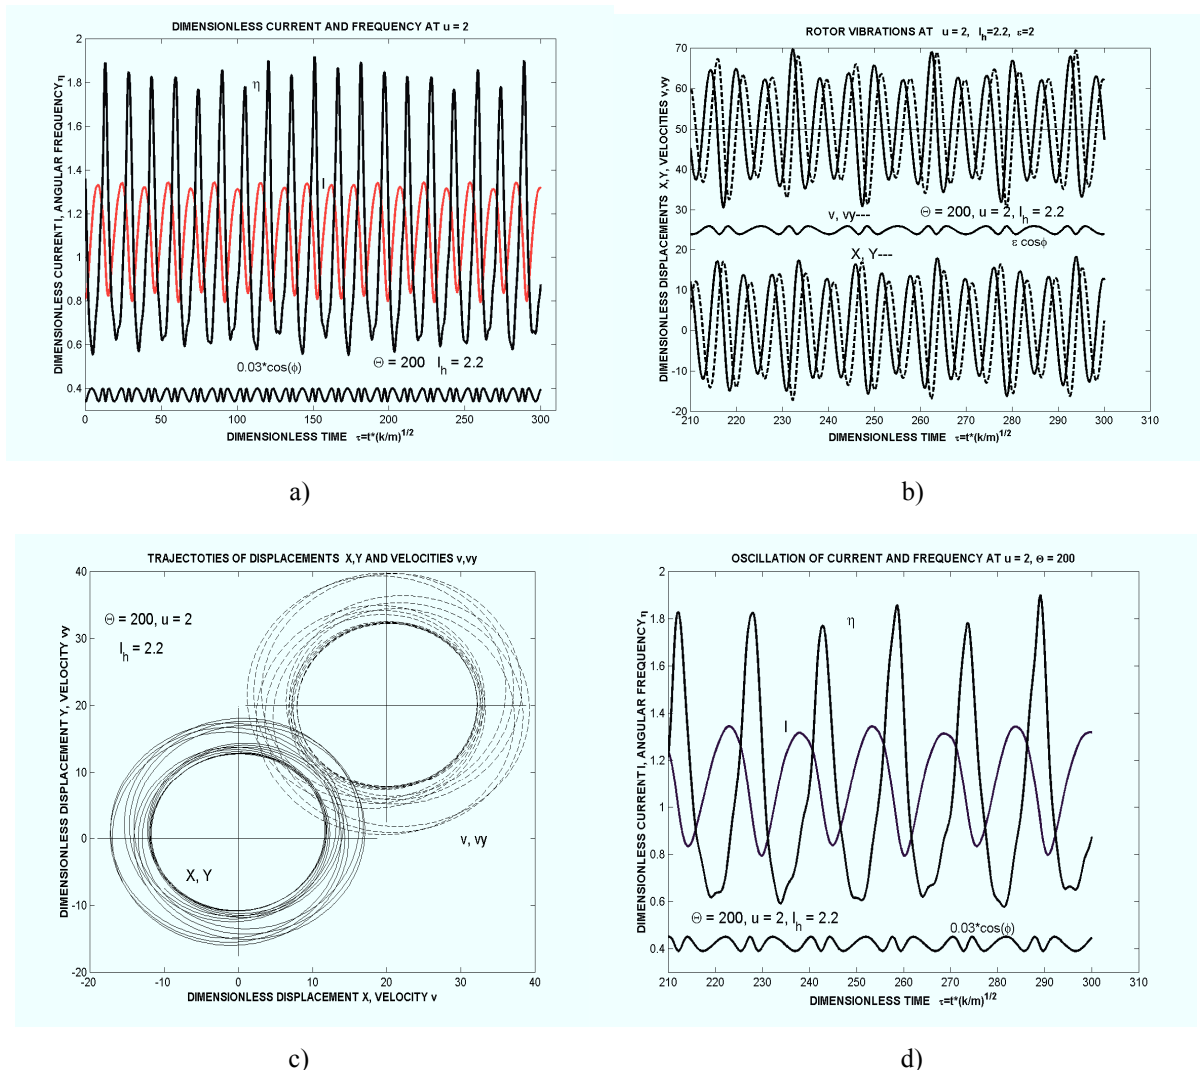 DIMENSIONLESS CURRENT AND FREQUENCY AT u = 2
DIMENSIONLESS CURRENT I, ANGULAR FREQUENCY η
2
1.8
1.6
1.4
1.2
1
0.8
0.6
0.4
η
I
0.03*cos(ϕ)
Θ = 200 I_h = 2.2
0 50 100 150 200 250 300
DIMENSIONLESS TIME τ=t*(k/m)^1/2
a)
ROTOR VIBRATIONS AT u = 2, I_h=2.2, ε=2
DIMENSIONLESS DISPLACEMENTS X,Y, VELOCITIES v,vy
70
60
50
40
30
20
10
0
-10
-20
v, vy---
Θ = 200, u = 2, I_h = 2.2
ε cosϕ
X, Y---
210 220 230 240 250 260 270 280 290 300 310
DIMENSIONLESS TIME τ=t*(k/m)^1/2
b)
TRAJECTOTIES OF DISPLACEMENTS X,Y AND VELOCITIES v,vy
DIMENSIONLESS DISPLACEMENT Y, VELOCITY vy
40
30
20
10
0
-10
-20
Θ = 200, u = 2
I_h = 2.2
v, vy
X, Y
-20 -10 0 10 20 30 40
DIMENSIONLESS DISPLACEMENT X, VELOCITY v
c)
OSCILLATION OF CURRENT AND FREQUENCY AT u = 2, Θ = 200
DIMENSIONLESS CURRENT I, ANGULAR FREQUENCY η
2
1.8
1.6
1.4
1.2
1
0.8
0.6
0.4
η
I
Θ = 200, u = 2, I_h = 2.2
0.03*cos(ϕ)
210 220 230 240 250 260 270 280 290 300 310
DIMENSIONLESS TIME τ=t*(k/m)^1/2
d)